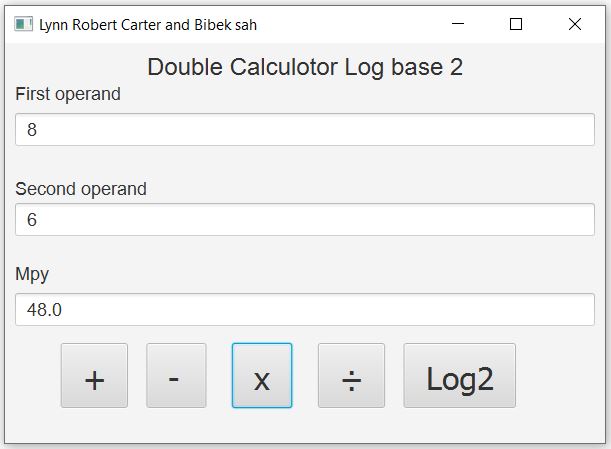 Lynn Robert Carter and Bibek sah
Double Calculotor Log base 2
First operand
8
Second operand
6
Mpy
48.0
+ - x ÷ Log2